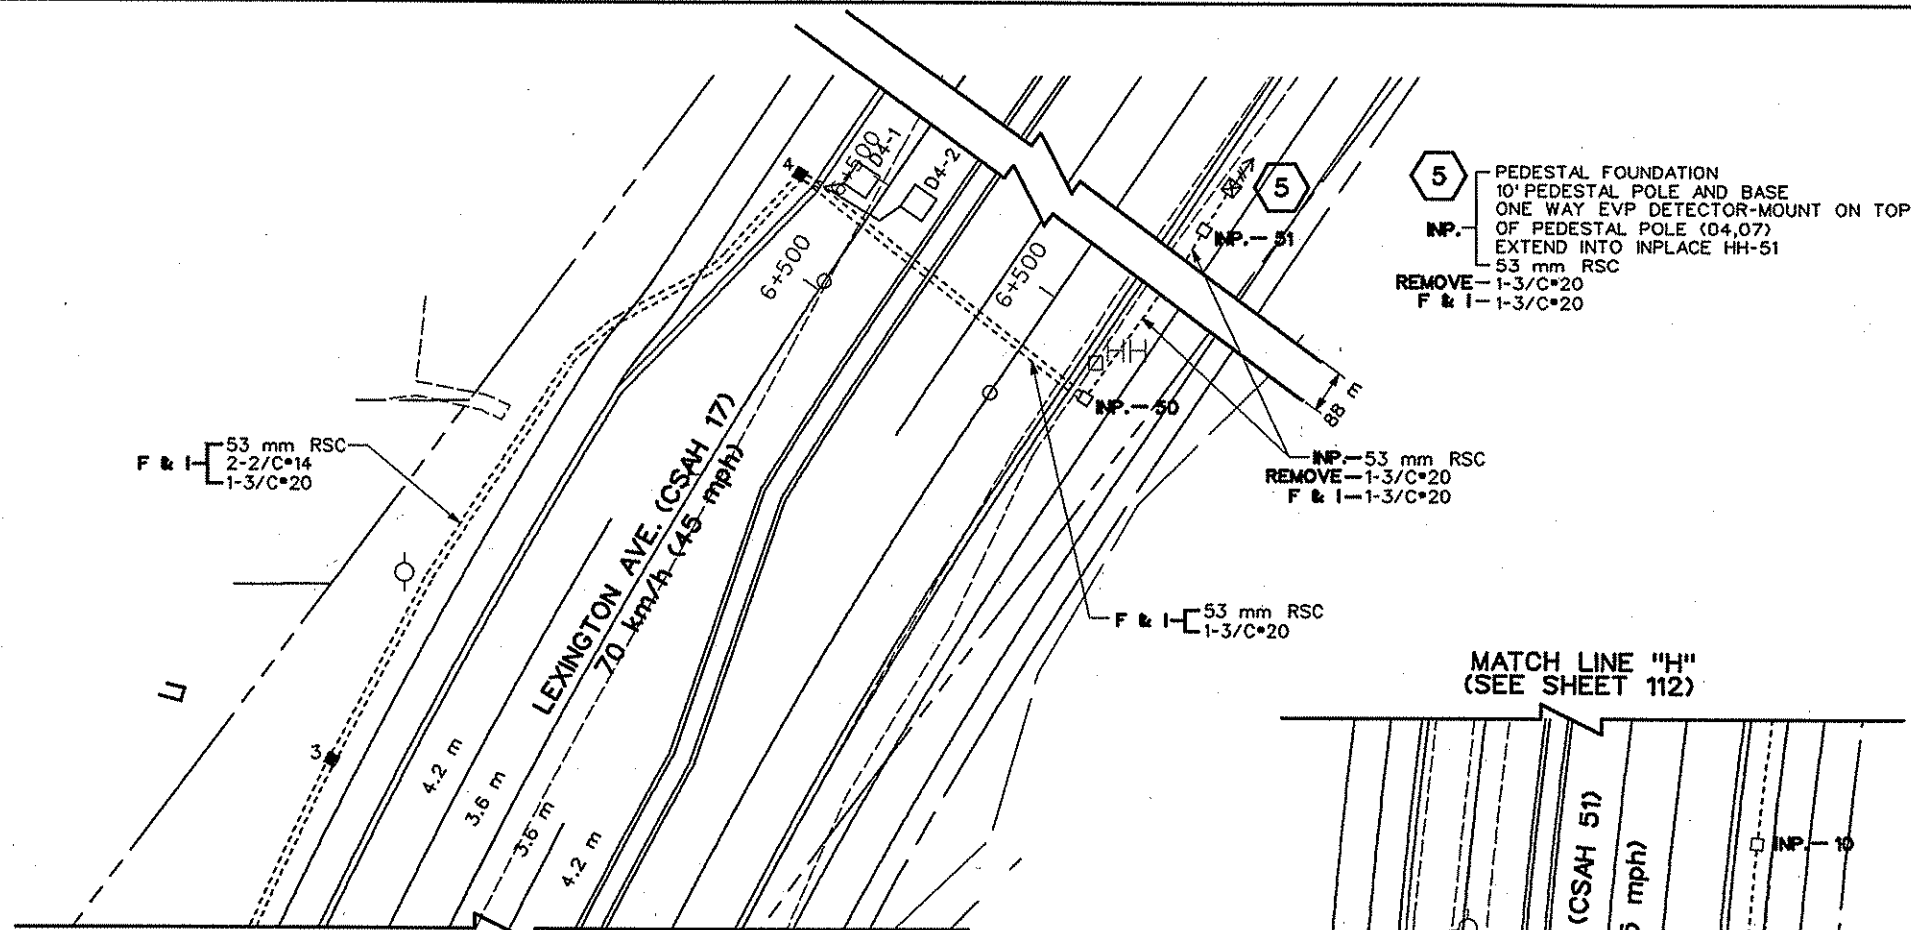 4
6+500
D4-1
D4-2
5
INP.-51
5
PEDESTAL FOUNDATION
10' PEDESTAL POLE AND BASE
ONE WAY EVP DETECTOR-MOUNT ON TOP
INP.
OF PEDESTAL POLE (04,07)
EXTEND INTO INPLACE HH-51
53 mm RSC
REMOVE-1-3/C#20
F & I-1-3/C#20
6+500
6+500
HH
INP.-50
88 m
F & I
53 mm RSC
2-2/C#14
1-3/C#20
INP.-53 mm RSC
REMOVE-1-3/C#20
F & I-1-3/C#20
LEXINGTON AVE. (CSAH 17)
70 km/h (45 mph)
F & I
53 mm RSC
1-3/C#20
MATCH LINE "H"
(SEE SHEET 112)
3
4.2 m
3.6 m
3.6 m
4.2 m
(CSAH 51)
mph)
INP.-10